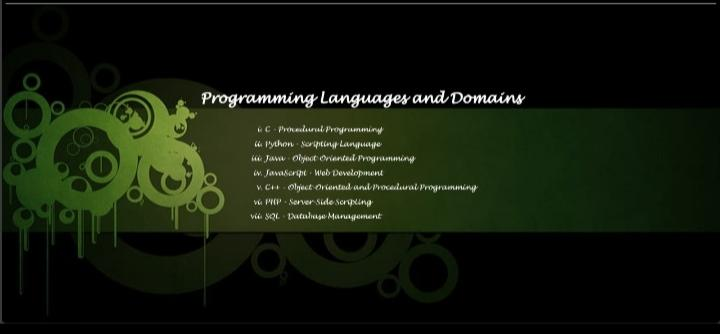 Programming Languages and Domains
i. C - Procedural Programming
ii. Python - Scripting Language
iii. Java - Object-Oriented Programming
iv. JavaScript - Web Development
v. C++ - Object-Oriented and Procedural Programming
vi. PHP - Server-Side Scripting
vii. SQL - Database Management